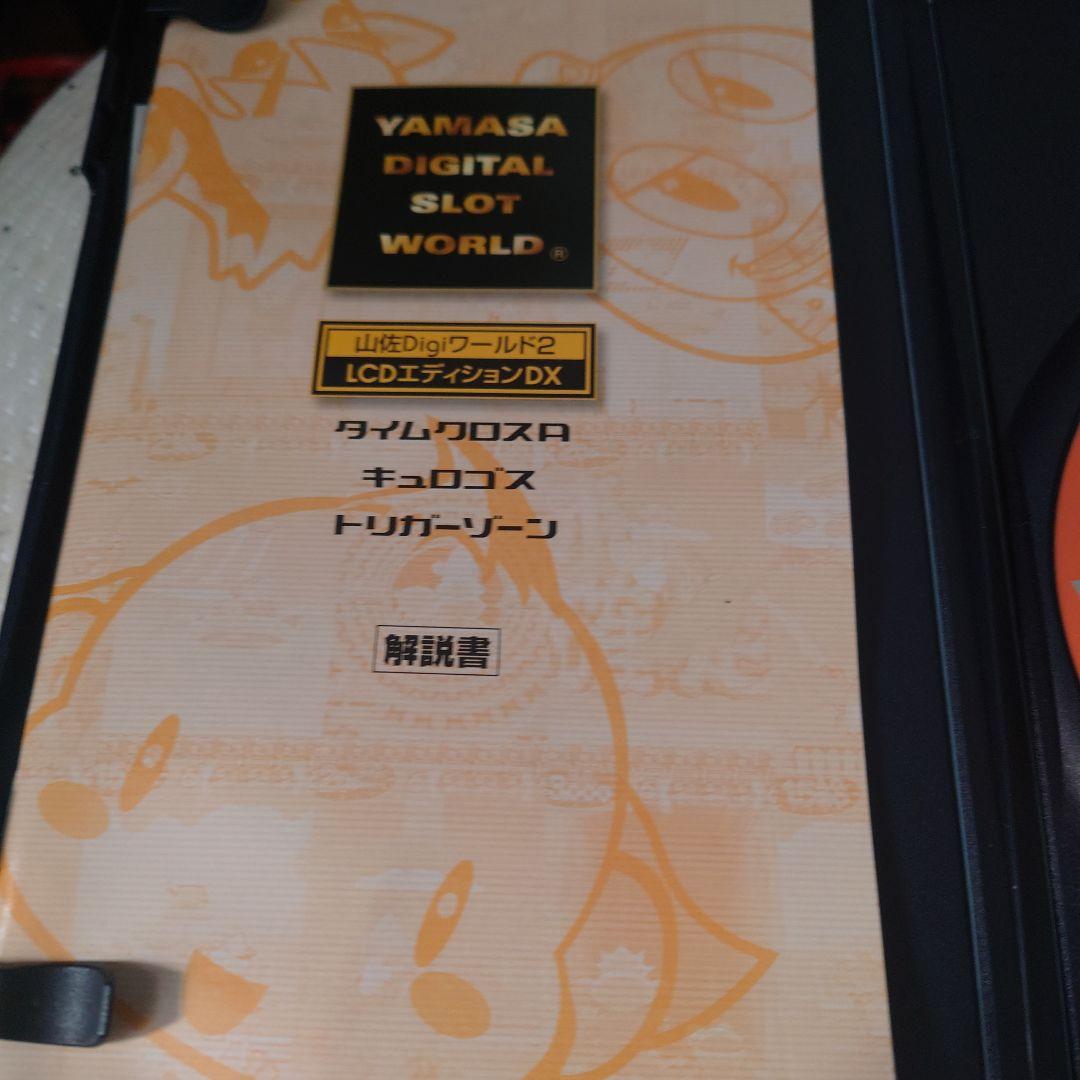 YAMASA
DIGITAL
SLOT
WORLD®
山佐Digiワールド2
LCDエディションDX
タイムクロスA
キュロゴス
トリガーゾーン
解説書